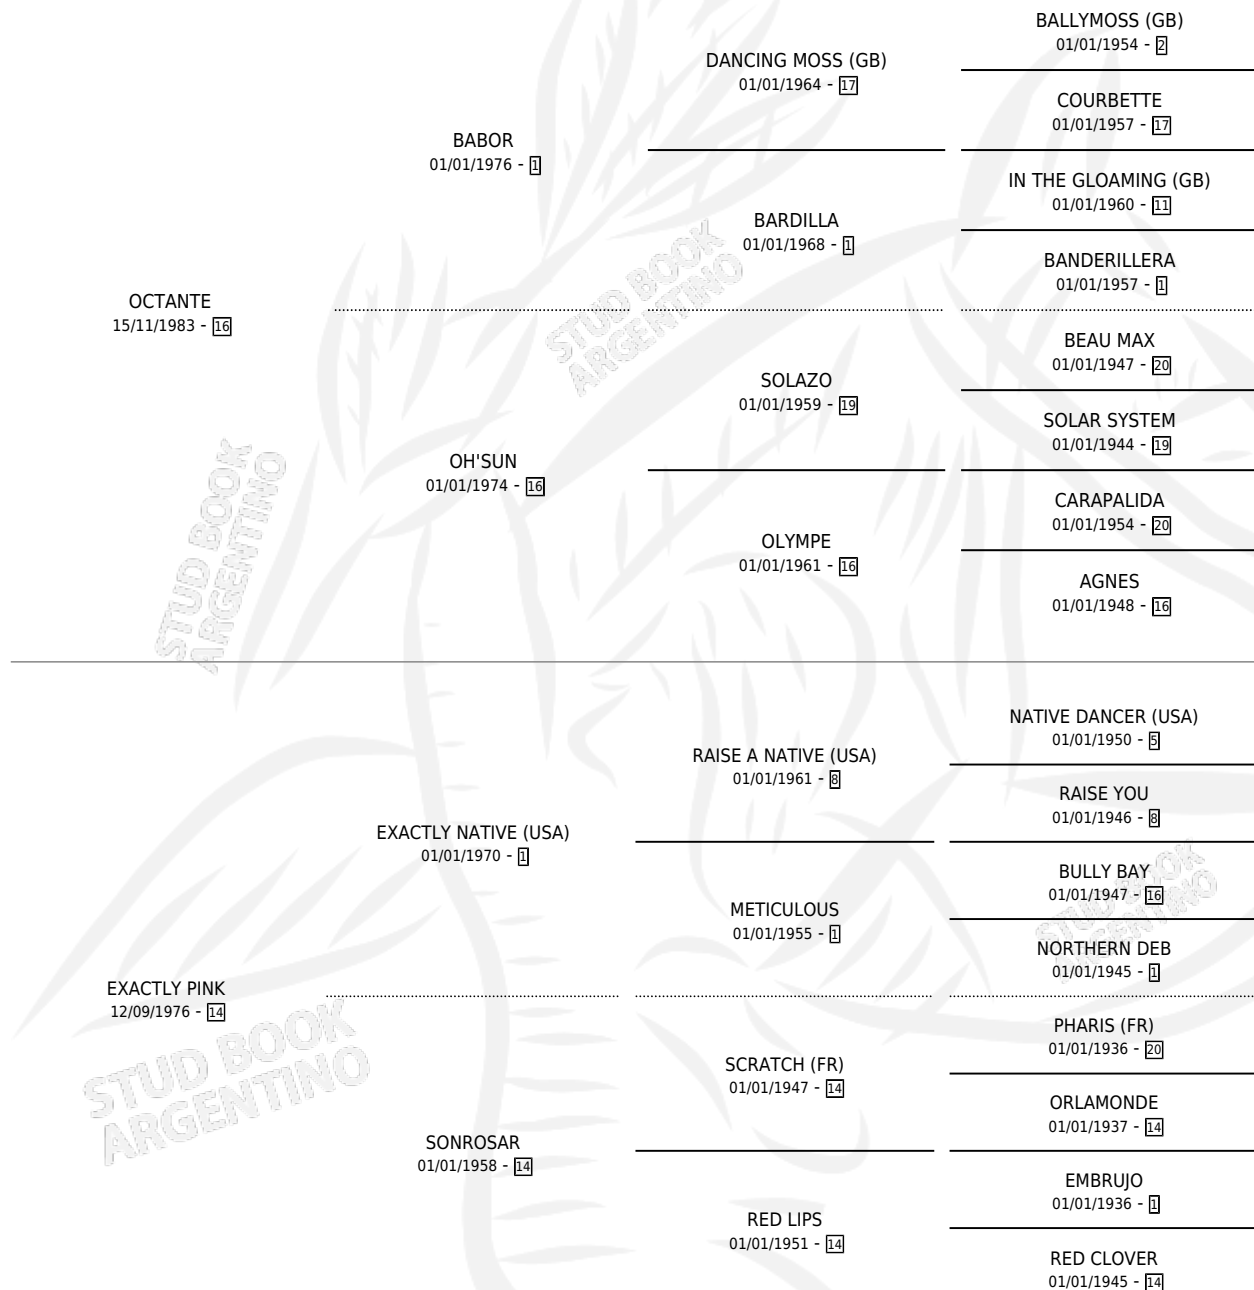 BALLYMOSS (GB)
01/01/1954 - 2
DANCING MOSS (GB)
01/01/1964 - 17
COURBETTE
01/01/1957 - 17
BABOR
01/01/1976 - 1
IN THE GLOAMING (GB)
01/01/1960 - 11
BARDILLA
01/01/1968 - 1
BANDERILLERA
01/01/1957 - 1
OCTANTE
15/11/1983 - 16
BEAU MAX
01/01/1947 - 20
SOLAZO
01/01/1959 - 19
SOLAR SYSTEM
01/01/1944 - 19
OH'SUN
01/01/1974 - 16
CARAPALIDA
01/01/1954 - 20
OLYMPE
01/01/1961 - 16
AGNES
01/01/1948 - 16
NATIVE DANCER (USA)
01/01/1950 - 5
RAISE A NATIVE (USA)
01/01/1961 - 8
RAISE YOU
01/01/1946 - 8
EXACTLY NATIVE (USA)
01/01/1970 - 1
BULLY BAY
01/01/1947 - 16
METICULOUS
01/01/1955 - 1
NORTHERN DEB
01/01/1945 - 1
EXACTLY PINK
12/09/1976 - 14
PHARIS (FR)
01/01/1936 - 20
SCRATCH (FR)
01/01/1947 - 14
ORLAMONDE
01/01/1937 - 14
SONROSAR
01/01/1958 - 14
EMBRUJO
01/01/1936 - 1
RED LIPS
01/01/1951 - 14
RED CLOVER
01/01/1945 - 14
STUD BOOK
ARGENTINO
STUD BOOK
ARGENTINO
STUD BOOK
ARGENTINO
STUD BOOK
ARGENTINO